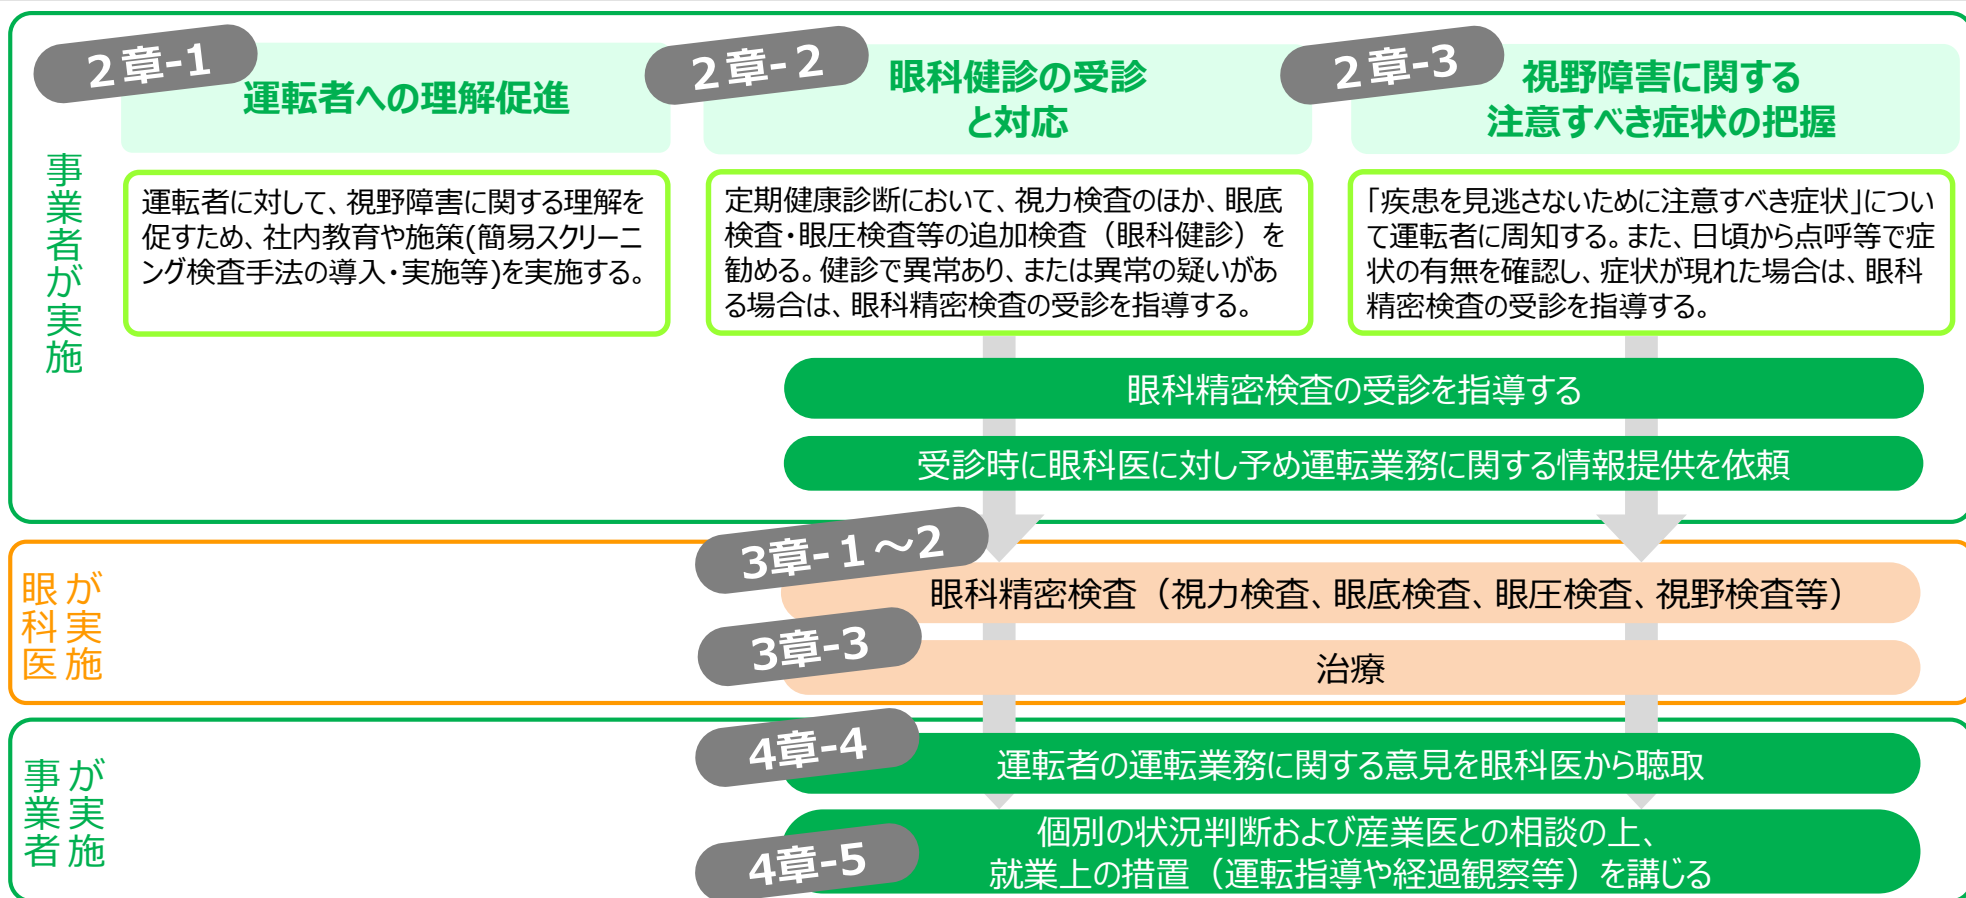 事業者が実施
2章-1
運転者への理解促進
運転者に対して、視野障害に関する理解を
促すため、社内教育や施策(簡易スクリーニ
ング検査手法の導入・実施等)を実施する。
2章-2
眼科健診の受診
と対応
定期健康診断において、視力検査のほか、眼底
検査・眼圧検査等の追加検査（眼科健診）を
勧める。健診で異常あり、または異常の疑いがあ
る場合は、眼科精密検査の受診を指導する。
2章-3
視野障害に関する
注意すべき症状の把握
「疾患を見逃さないために注意すべき症状」につい
て運転者に周知する。また、日頃から点呼等で症
状の有無を確認し、症状が現れた場合は、眼科
精密検査の受診を指導する。
眼科精密検査の受診を指導する
受診時に眼科医に対し予め運転業務に関する情報提供を依頼
眼科医
が実施
3章-1～2
眼科精密検査（視力検査、眼底検査、眼圧検査、視野検査等）
3章-3
治療
事業者
が実施
4章-4
運転者の運転業務に関する意見を眼科医から聴取
4章-5
個別の状況判断および産業医との相談の上、
就業上の措置（運転指導や経過観察等）を講じる